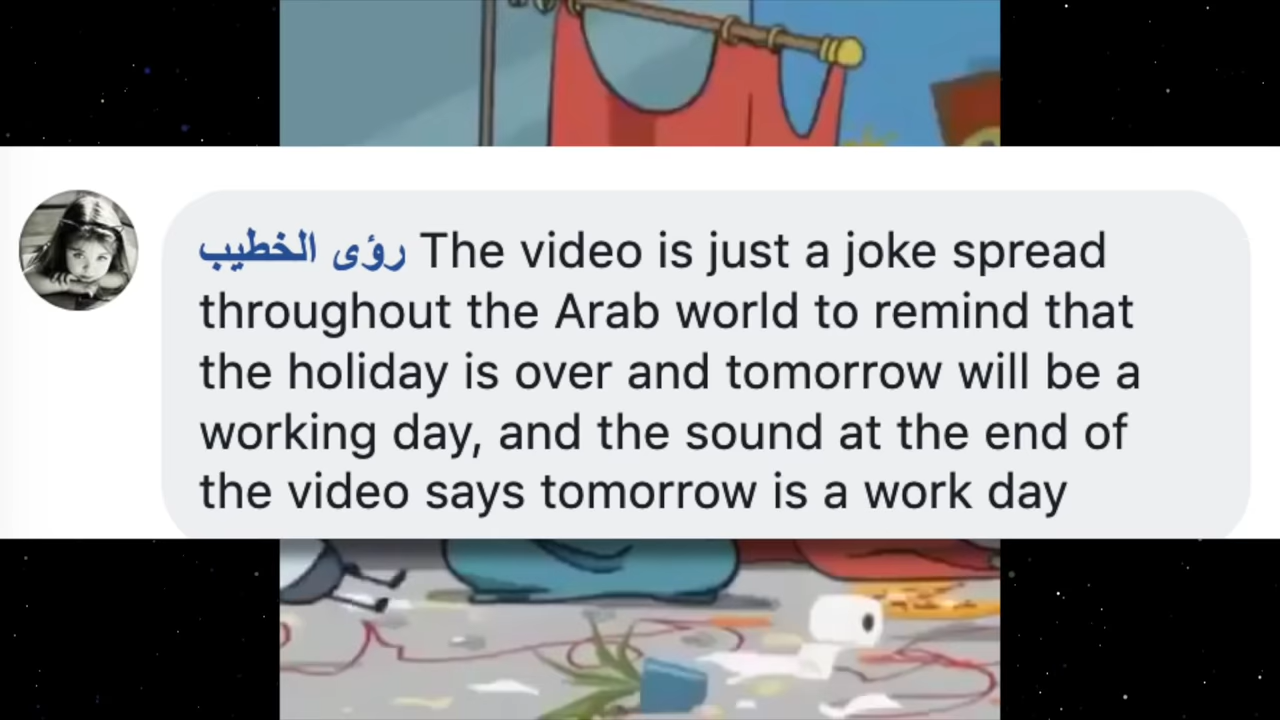 رؤى الخطيب The video is just a joke spread
throughout the Arab world to remind that
the holiday is over and tomorrow will be a
working day, and the sound at the end of
the video says tomorrow is a work day